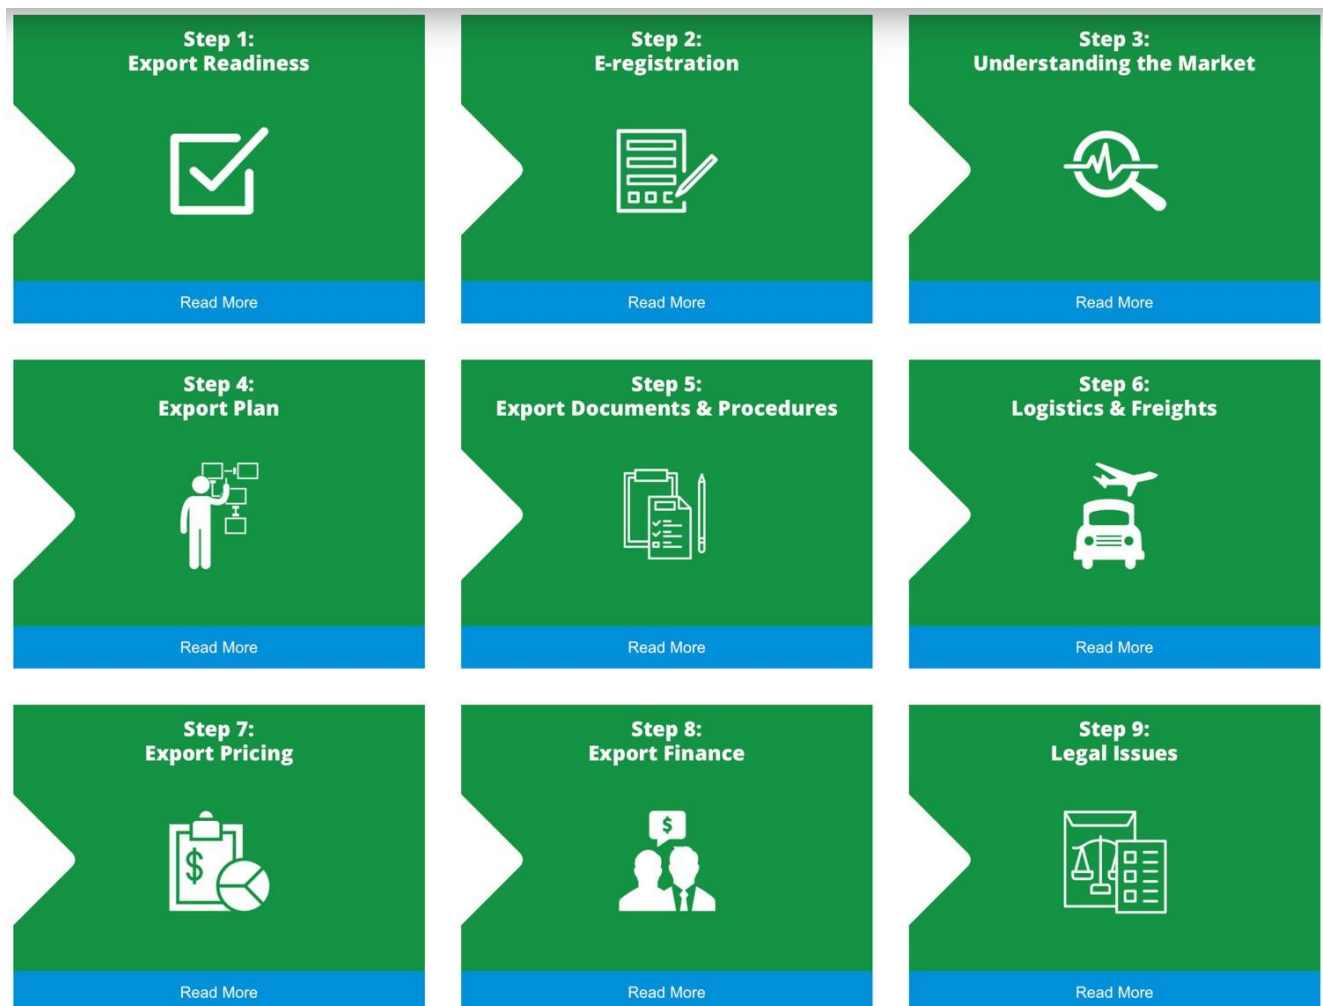 Step 1:
Export Readiness
Read More
Step 2:
E-registration
Read More
Step 3:
Understanding the Market
Read More
Step 4:
Export Plan
Read More
Step 5:
Export Documents & Procedures
Read More
Step 6:
Logistics & Freights
Read More
Step 7:
Export Pricing
$
Read More
Step 8:
Export Finance
$
Read More
Step 9:
Legal Issues
Read More